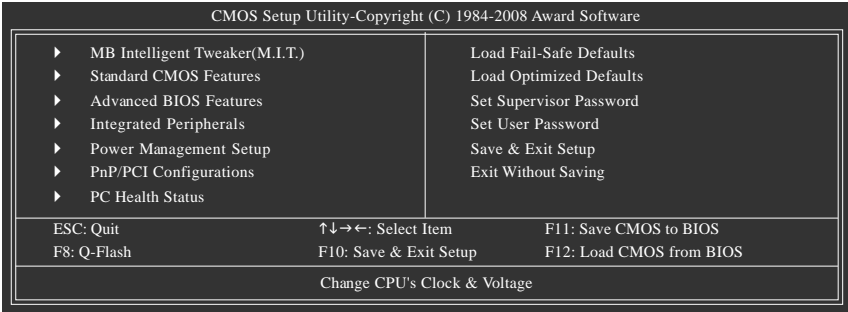 CMOS Setup Utility-Copyright (C) 1984-2008 Award Software
MB Intelligent Tweaker(M.I.T.)
Standard CMOS Features
Advanced BIOS Features
Integrated Peripherals
Power Management Setup
PnP/PCI Configurations
PC Health Status
Load Fail-Safe Defaults
Load Optimized Defaults
Set Supervisor Password
Set User Password
Save & Exit Setup
Exit Without Saving
ESC: Quit ↑↓→←: Select Item F11: Save CMOS to BIOS
F8: Q-Flash F10: Save & Exit Setup F12: Load CMOS from BIOS
Change CPU's Clock & Voltage